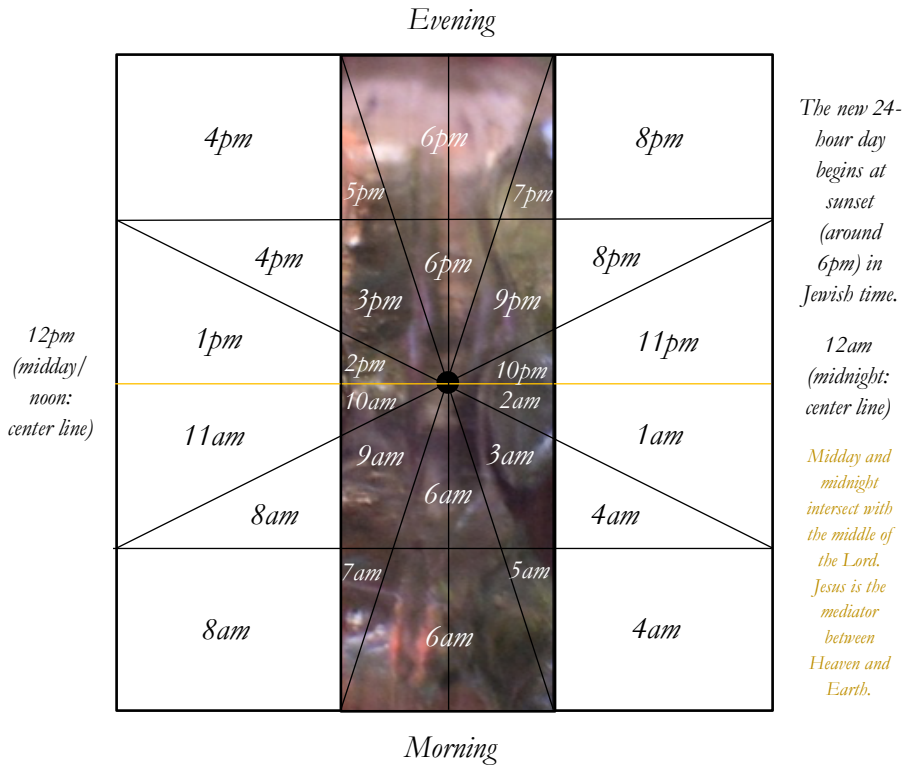 Evening
4pm
6pm
8pm
5pm
7pm
4pm
6pm
8pm
3pm
9pm
1pm
11pm
2pm
10pm
10am
2am
11am
1am
9am
3am
6am
8am
4am
7am
5am
8am
6am
4am
Morning
12pm
(midday/
noon:
center line)
The new 24-
hour day
begins at
sunset
(around
6pm) in
Jewish time.
12am
(midnight:
center line)
Midday and
midnight
intersect with
the middle of
the Lord.
Jesus is the
mediator
between
Heaven and
Earth.